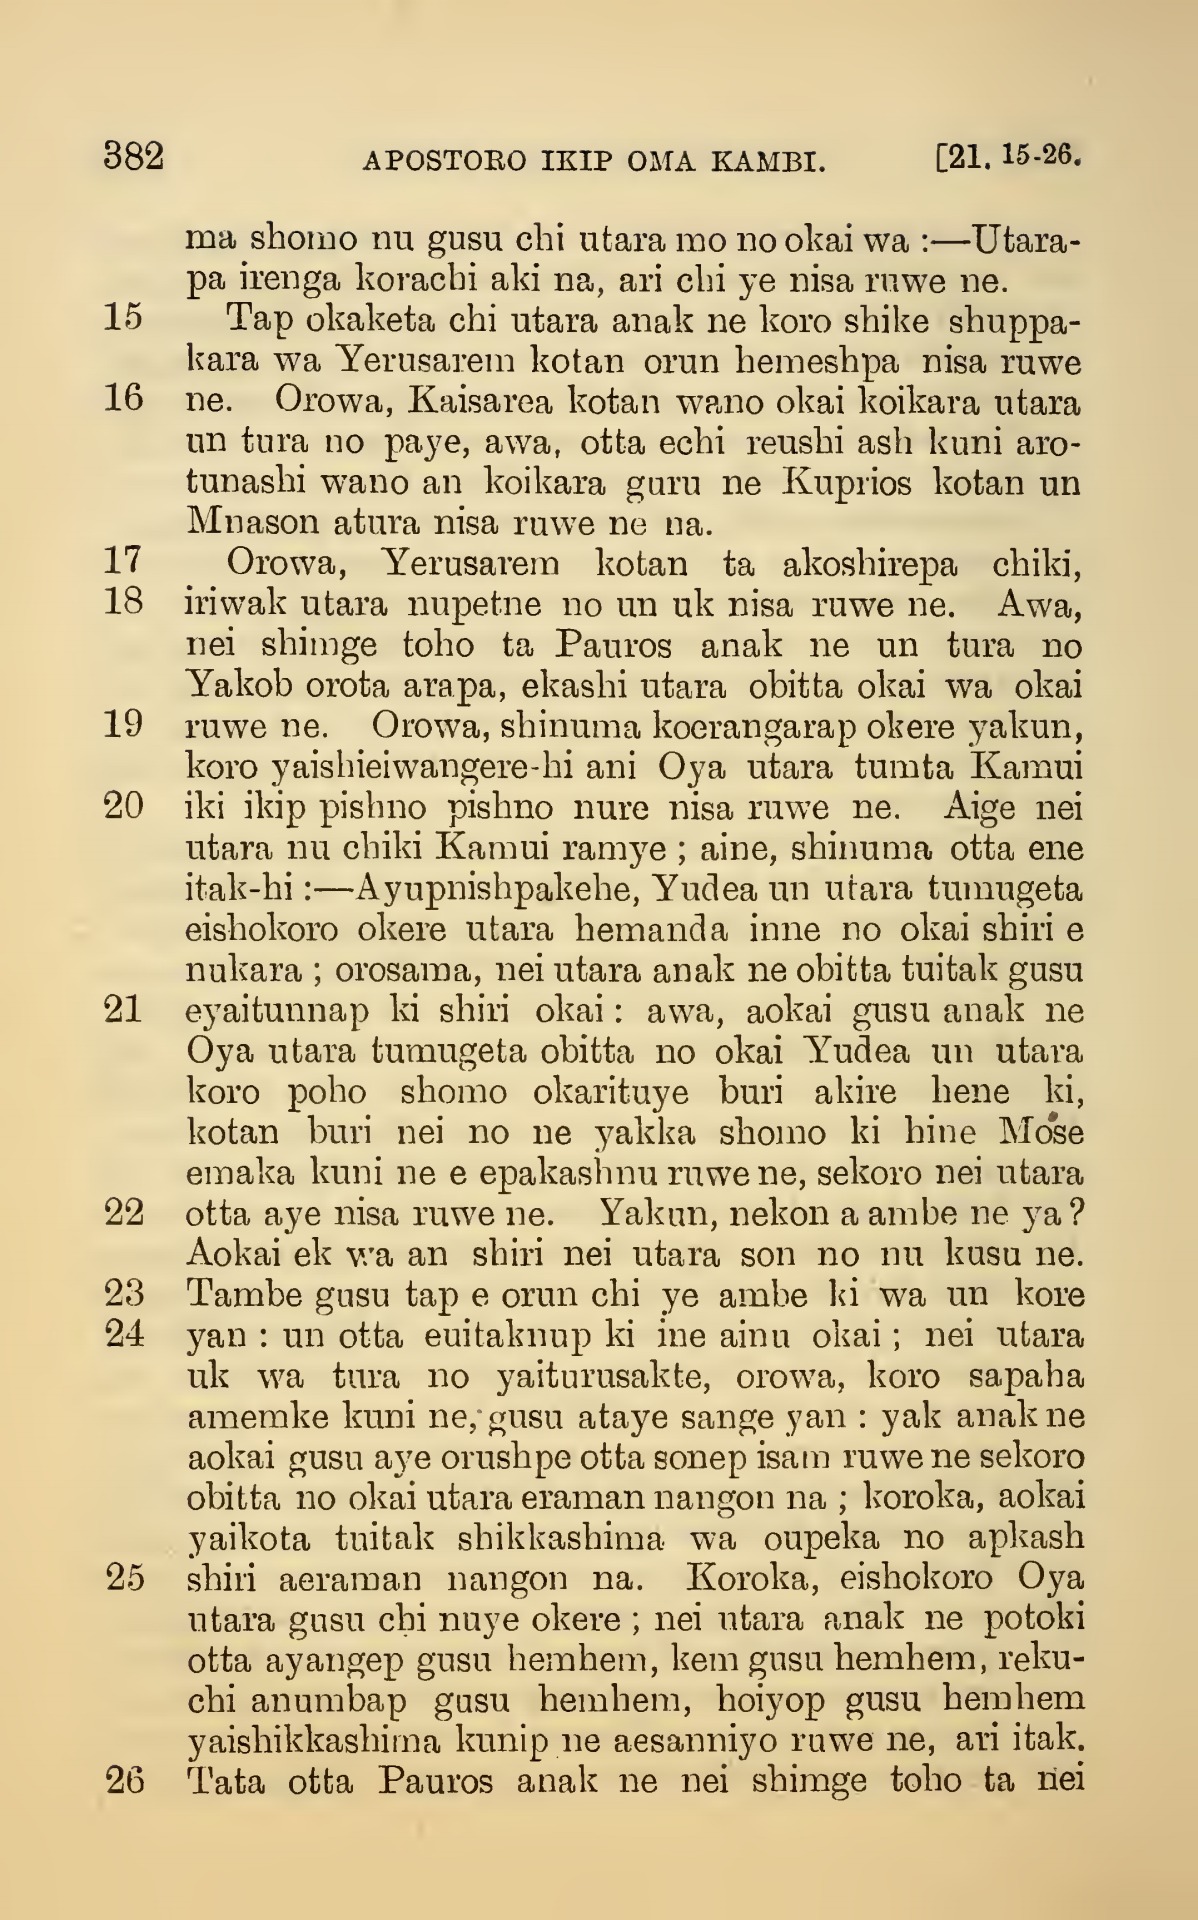 382 APOSTORO IKIP OMA KAMBI. [21. 15-26.
ma shomo nu gusu chi utara mo no okai wa :—Utara-
pa irenga korachi aki na, ari chi ye nisa ruwe ne.
15 Tap okaketa chi utara anak ne koro shike shuppa-
kara wa Yerusarem kotan orun hemeshpa nisa ruwe
16 ne. Orowa, Kaisarea kotan wano okai koikara utara
un tura no paye, awa, otta echi reushi ash kuni aro-
tunashi wano an koikara guru ne Kuprios kotan un
Mnason atura nisa ruwe ne na.
17 Orowa, Yerusarem kotan ta akoshirepa chiki,
18 iriwak utara nupetne no un uk nisa ruwe ne. Awa,
nei shimge toho ta Pauros anak ne un tura no
Yakob orota arapa, ekashi utara obitta okai wa okai
19 ruwe ne. Orowa, shinuma koerangarap okere yakun,
koro yaishieiwangere-hi ani Oya utara tumta Kamui
20 iki ikip pishno pishno nure nisa ruwe ne. Aige nei
utara nu chiki Kamui ramye ; aine, shinuma otta ene
itak-hi :—Ayupnishpakehe, Yudea un utara tumugeta
eishokoro okere utara hemanda inne no okai shiri e
nukara ; orosama, nei utara anak ne obitta tuitak gusu
21 eyaitunnap ki shiri okai : awa, aokai gusu anak ne
Oya utara tumugeta obitta no okai Yudea un utara
koro poho shomo okarituye buri akire hene ki,
kotan buri nei no ne yakka shomo ki hine Mose
emaka kuni ne e epakashnu ruwe ne, sekoro nei utara
22 otta aye nisa ruwe ne. Yakun, nekon a ambe ne ya ?
Aokai ek wa an shiri nei utara son no nu kusu ne.
23 Tambe gusu tap e orun chi ye ambe ki wa un kore
24 yan : un otta euitaknup ki ine ainu okai ; nei utara
uk wa tura no yaiturusakte, orowa, koro sapaha
amemke kuni ne, gusu ataye sange yan : yak anak ne
aokai gusu aye orushpe otta sonep isam ruwe ne sekoro
obitta no okai utara eraman nangon na ; koroka, aokai
yaikota tuitak shikkashima wa oupeka no apkash
25 shiri aeraman nangon na. Koroka, eishokoro Oya
utara gusu chi nuye okere ; nei utara anak ne potoki
otta ayangep gusu hemhem, kem gusu hemhem, reku-
chi anumbap gusu hemhem, hoiyop gusu hemhem
yaishikkashima kunip ne aesanniyo ruwe ne, ari itak.
26 Tata otta Pauros anak ne nei shimge toho ta nei